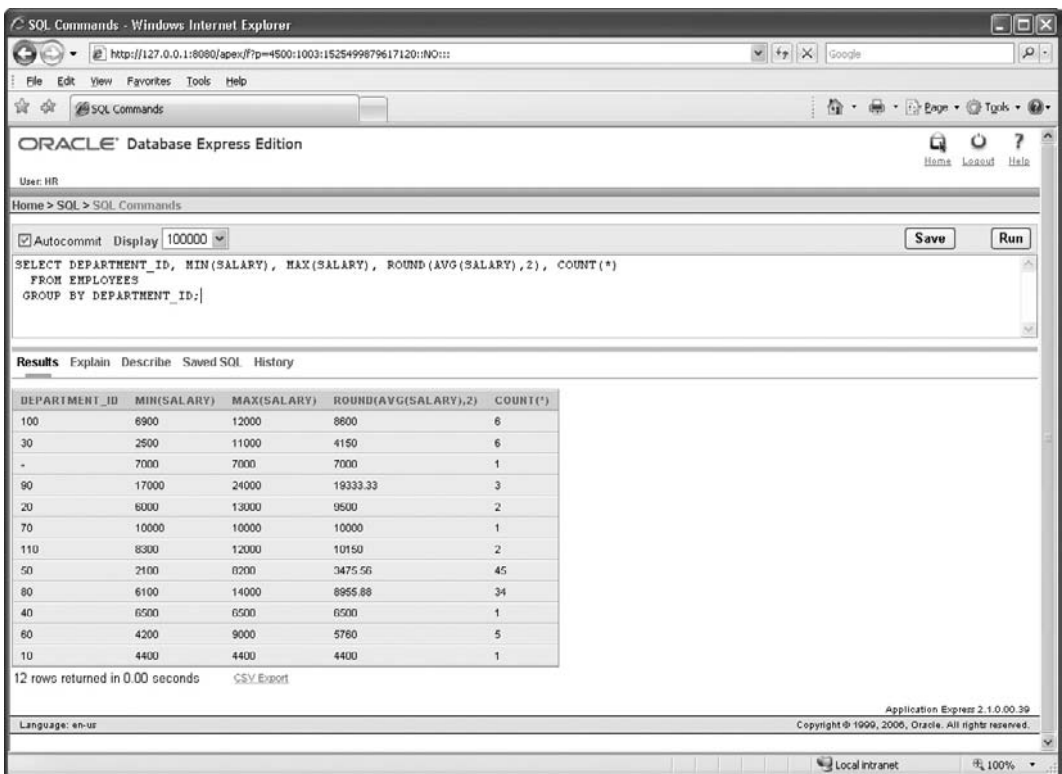 SQL Commands - Windows Internet Explorer
http://127.0.0.1:8080/apex/f?p=4500:1003:1525499879617120::NO:::
Google
File Edit View Favorites Tools Help
SQL Commands
Page Tools
ORACLE Database Express Edition
Home Logout Help
User: HR
Home > SQL > SQL Commands
Autocommit Display 100000
Save Run
SELECT DEPARTMENT_ID, MIN(SALARY), MAX(SALARY), ROUND(AVG(SALARY),2), COUNT(*)
FROM EMPLOYEES
GROUP BY DEPARTMENT_ID;
Results Explain Describe Saved SQL History
DEPARTMENT_ID MIN(SALARY) MAX(SALARY) ROUND(AVG(SALARY),2) COUNT(*)
100 6900 12000 8600 6
30 2500 11000 4150 6
- 7000 7000 7000 1
90 17000 24000 19333.33 3
20 6000 13000 9500 2
70 10000 10000 10000 1
110 8300 12000 10150 2
50 2100 8200 3475.56 45
80 6100 14000 8955.88 34
40 6500 6500 6500 1
60 4200 9000 5760 5
10 4400 4400 4400 1
12 rows returned in 0.00 seconds CSV Export
Application Express 2.1.0.00.39
Language: en-us Copyright © 1999, 2006, Oracle. All rights reserved.
Local intranet 100%